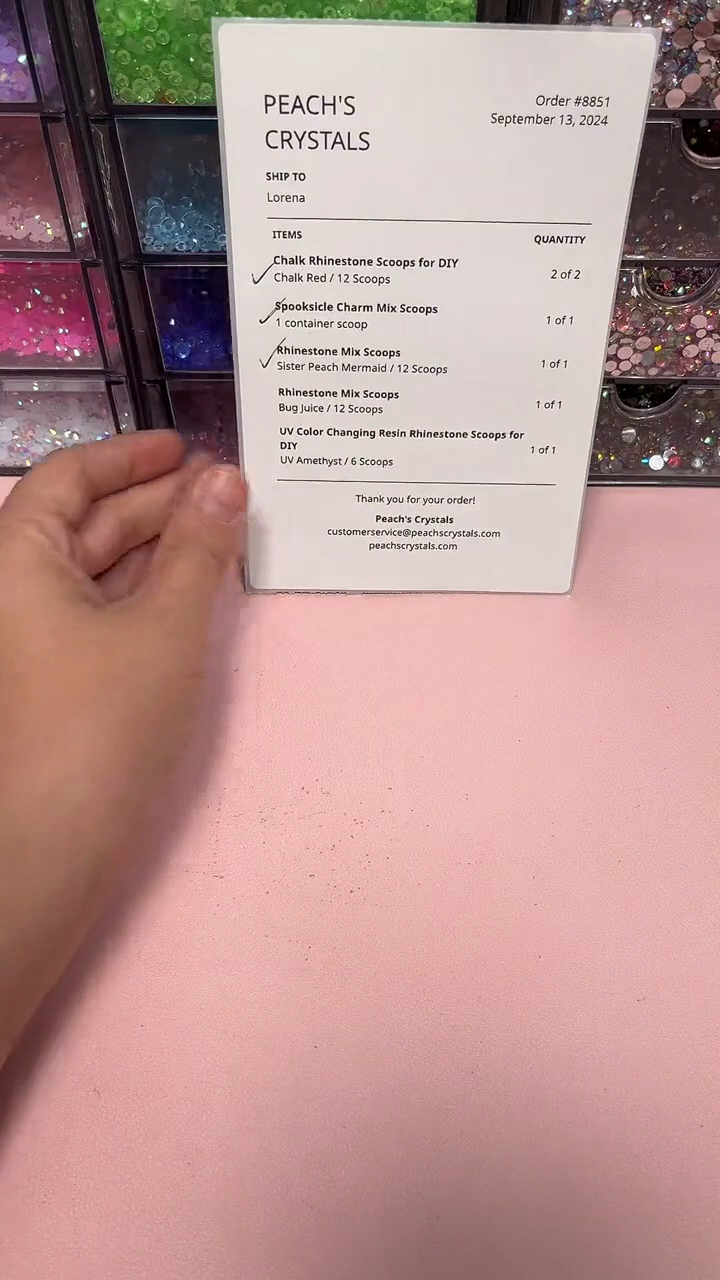 PEACH'S
CRYSTALS
Order #8851
September 13, 2024
SHIP TO
Lorena
ITEMS QUANTITY
Chalk Rhinestone Scoops for DIY
Chalk Red / 12 Scoops 2 of 2
Spooksicle Charm Mix Scoops
1 container scoop 1 of 1
Rhinestone Mix Scoops
Sister Peach Mermaid / 12 Scoops 1 of 1
Rhinestone Mix Scoops
Bug Juice / 12 Scoops 1 of 1
UV Color Changing Resin Rhinestone Scoops for
DIY 1 of 1
UV Amethyst / 6 Scoops
Thank you for your order!
Peach's Crystals
customerservice@peachscrystals.com
peachscrystals.com